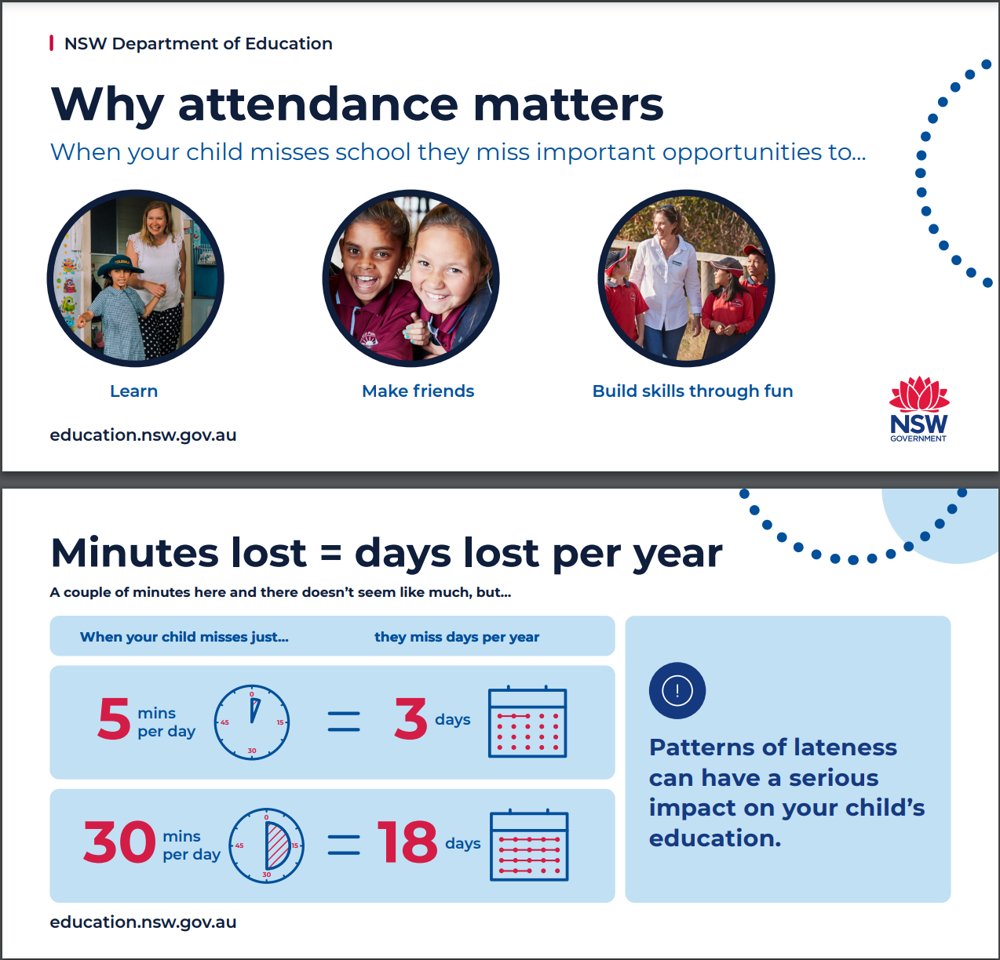 NSW Department of Education
Why attendance matters
When your child misses school they miss important opportunities to...
Learn
Make friends
Build skills through fun
education.nsw.gov.au
NSW
GOVERNMENT
Minutes lost = days lost per year
A couple of minutes here and there doesn't seem like much, but...
When your child misses just...
they miss days per year
5 mins
per day
0
15
30
45
=
3 days
30 mins
per day
0
15
30
45
=
18 days
!
Patterns of lateness
can have a serious
impact on your child's
education.
education.nsw.gov.au